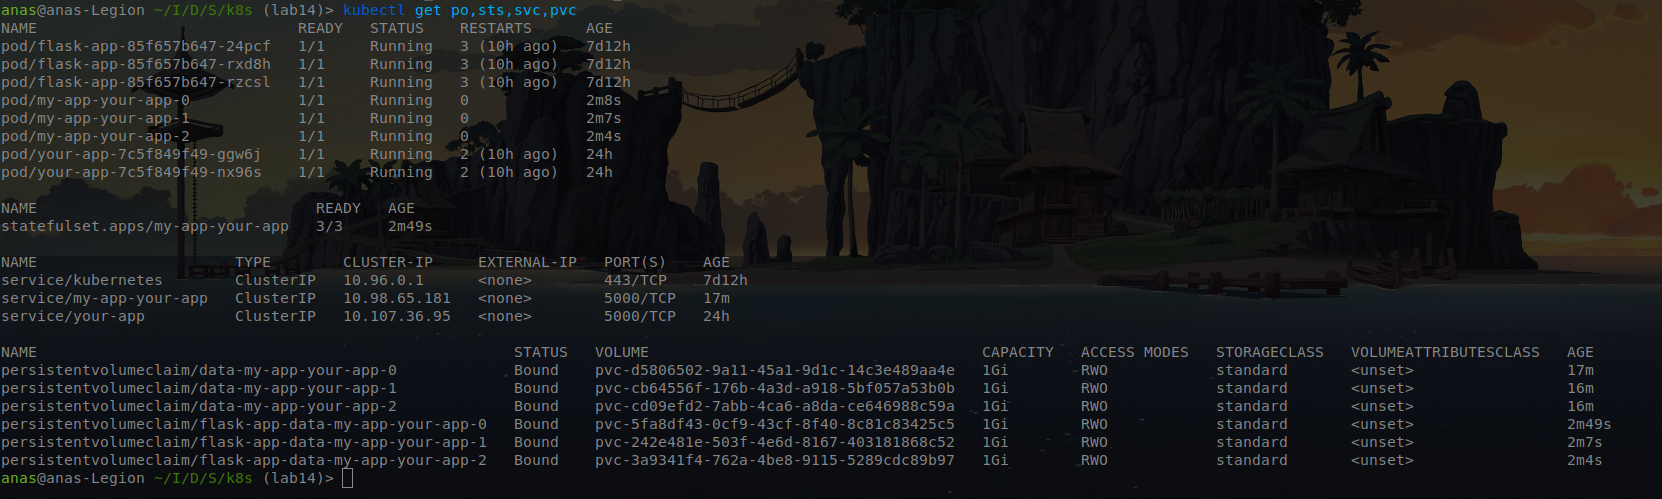 anas@anas-Legion ~/I/D/S/k8s (lab14)> kubectl get po,sts,svc,pvc
NAME READY STATUS RESTARTS AGE
pod/flask-app-85f657b647-24pcf 1/1 Running 3 (10h ago) 7d12h
pod/flask-app-85f657b647-rxd8h 1/1 Running 3 (10h ago) 7d12h
pod/flask-app-85f657b647-rzcsl 1/1 Running 3 (10h ago) 7d12h
pod/my-app-your-app-0 1/1 Running 0 2m8s
pod/my-app-your-app-1 1/1 Running 0 2m7s
pod/my-app-your-app-2 1/1 Running 0 2m4s
pod/your-app-7c5f849f49-ggw6j 1/1 Running 2 (10h ago) 24h
pod/your-app-7c5f849f49-nx96s 1/1 Running 2 (10h ago) 24h
NAME READY AGE
statefulset.apps/my-app-your-app 3/3 2m49s
NAME TYPE CLUSTER-IP EXTERNAL-IP PORT(S) AGE
service/kubernetes ClusterIP 10.96.0.1 <none> 443/TCP 7d12h
service/my-app-your-app ClusterIP 10.98.65.181 <none> 5000/TCP 17m
service/your-app ClusterIP 10.107.36.95 <none> 5000/TCP 24h
NAME STATUS VOLUME CAPACITY ACCESS MODES STORAGECLASS VOLUMEATTRIBUTESCLASS AGE
persistentvolumeclaim/data-my-app-your-app-0 Bound pvc-d5806502-9a11-45a1-9d1c-14c3e489aa4e 1Gi RWO standard <unset> 17m
persistentvolumeclaim/data-my-app-your-app-1 Bound pvc-cb64556f-176b-4a3d-a918-5bf057a53b0b 1Gi RWO standard <unset> 16m
persistentvolumeclaim/data-my-app-your-app-2 Bound pvc-cd09efd2-7abb-4ca6-a8da-ce646988c59a 1Gi RWO standard <unset> 16m
persistentvolumeclaim/flask-app-data-my-app-your-app-0 Bound pvc-5fa8df43-0cf9-43cf-8f40-8c81c83425c5 1Gi RWO standard <unset> 2m49s
persistentvolumeclaim/flask-app-data-my-app-your-app-1 Bound pvc-242e481e-503f-4e6d-8167-403181868c52 1Gi RWO standard <unset> 2m7s
persistentvolumeclaim/flask-app-data-my-app-your-app-2 Bound pvc-3a9341f4-762a-4be8-9115-5289cdc89b97 1Gi RWO standard <unset> 2m4s
anas@anas-Legion ~/I/D/S/k8s (lab14)>